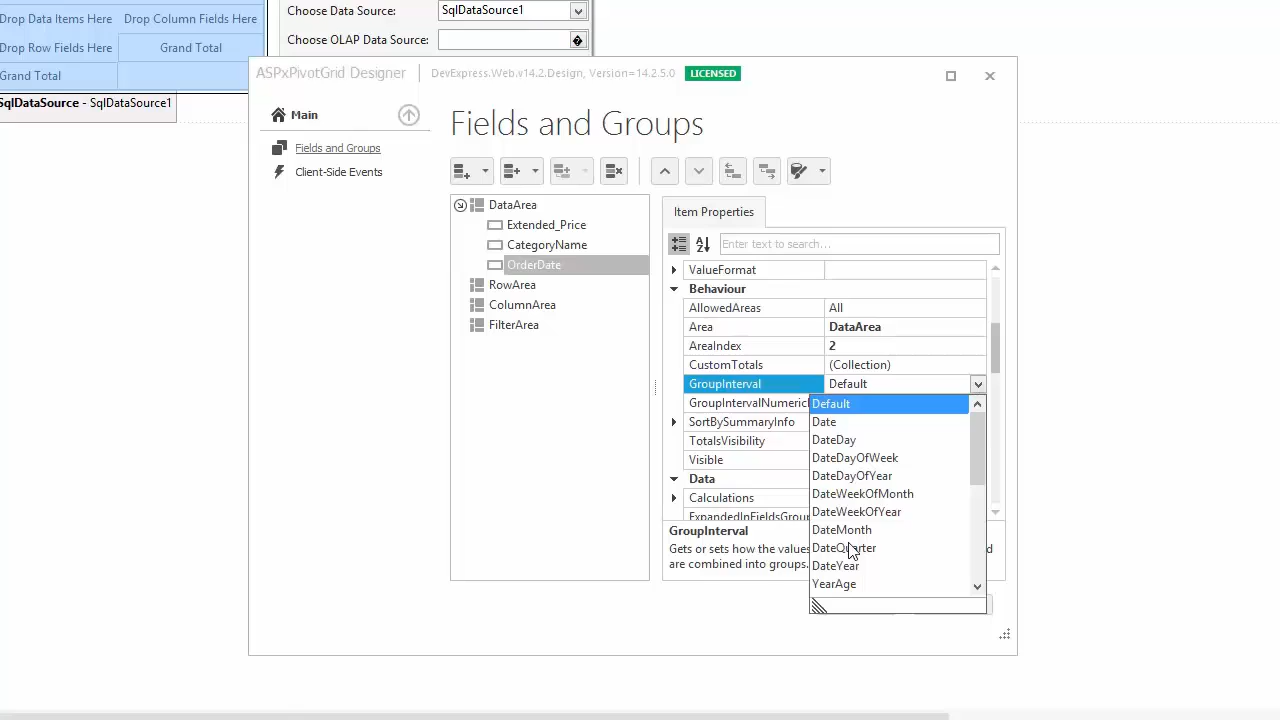 Drop Data Items Here Drop Column Fields Here
Drop Row Fields Here Grand Total
Grand Total
SqlDataSource - SqlDataSource1
Choose Data Source: SqlDataSource1
Choose OLAP Data Source:
ASPxPivotGrid Designer DevExpress.Web.v14.2.Design, Version=14.2.5.0 LICENSED
Main
Fields and Groups
Client-Side Events
Fields and Groups
DataArea
Extended_Price
CategoryName
OrderDate
RowArea
ColumnArea
FilterArea
Item Properties
Enter text to search...
ValueFormat
Behaviour
AllowedAreas All
Area DataArea
AreaIndex 2
CustomTotals (Collection)
GroupInterval Default
SortBySummaryInfo
TotalsVisibility
Visible
Data
Calculations
Default
Date
DateDay
DateDayOfWeek
DateDayOfYear
DateWeekOfMonth
DateWeekOfYear
DateMonth
DateQuarter
DateYear
YearAge
GroupInterval
Gets or sets how the values
are combined into groups.